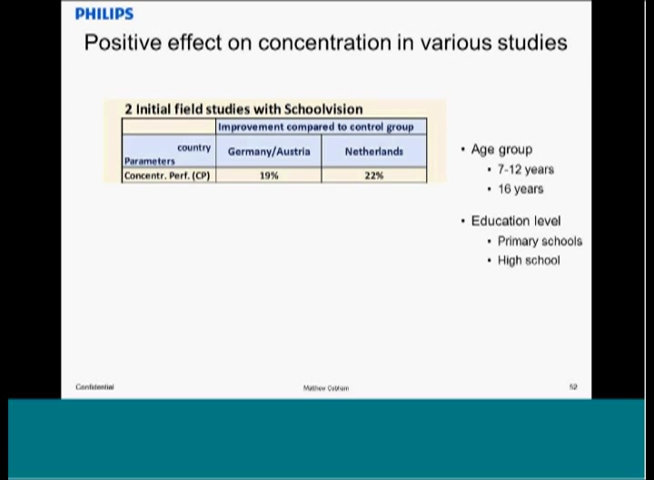 PHILIPS
Positive effect on concentration in various studies
2 Initial field studies with Schoolvision
Improvement compared to control group
country
Parameters
Germany/Austria
Netherlands
Concentr. Perf. (CP)
19%
22%
• Age group
• 7-12 years
• 16 years
• Education level
• Primary schools
• High school
Confidential
52